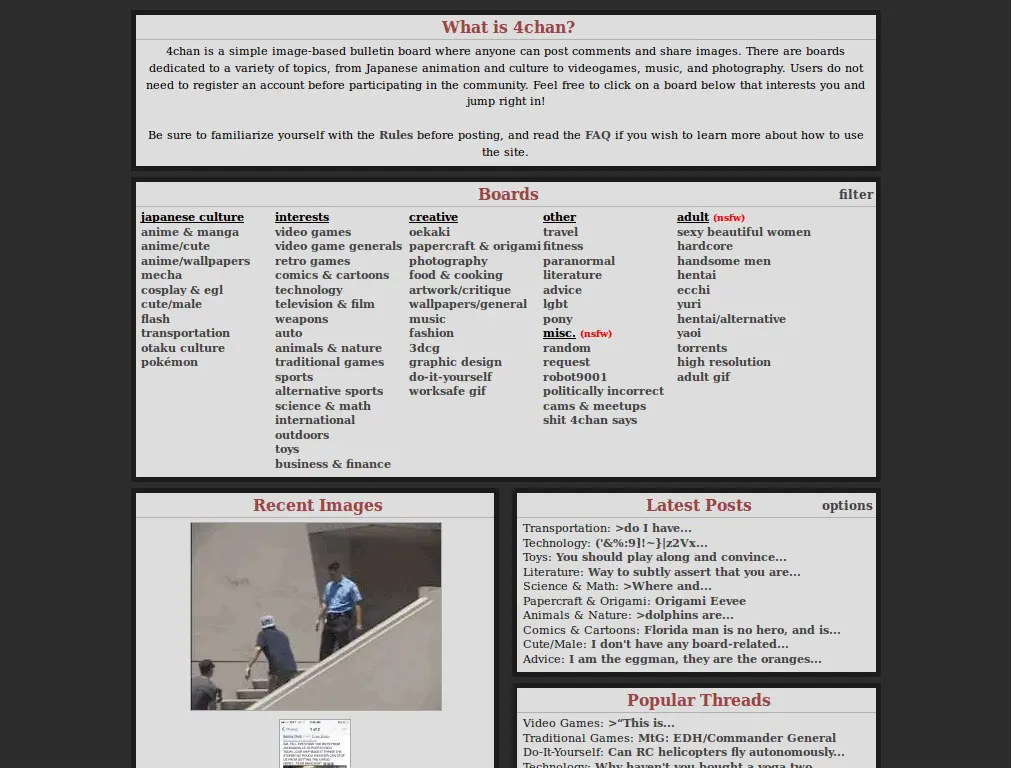 What is 4chan?
4chan is a simple image-based bulletin board where anyone can post comments and share images. There are boards
dedicated to a variety of topics, from Japanese animation and culture to videogames, music, and photography. Users do not
need to register an account before participating in the community. Feel free to click on a board below that interests you and
jump right in!
Be sure to familiarize yourself with the Rules before posting, and read the FAQ if you wish to learn more about how to use
the site.
Boards
filter
japanese culture
anime & manga
anime/cute
anime/wallpapers
mecha
cosplay & egl
cute/male
flash
transportation
otaku culture
pokémon
interests
video games
video game generals
retro games
comics & cartoons
technology
television & film
weapons
auto
animals & nature
traditional games
sports
alternative sports
science & math
international
outdoors
toys
business & finance
creative
oekaki
papercraft & origami
photography
food & cooking
artwork/critique
wallpapers/general
music
fashion
3dcg
graphic design
do-it-yourself
worksafe gif
other
travel
fitness
paranormal
literature
advice
lgbt
pony
misc. (nsfw)
random
request
robot9001
politically incorrect
cams & meetups
shit 4chan says
adult (nsfw)
sexy beautiful women
hardcore
handsome men
hentai
ecchi
yuri
hentai/alternative
yaoi
torrents
high resolution
adult gif
Recent Images
Latest Posts
options
Transportation: >do I have...
Technology: ('&%:9]!~}|z2Vx...
Toys: You should play along and convince...
Literature: Way to subtly assert that you are...
Science & Math: >Where and...
Papercraft & Origami: Origami Eevee
Animals & Nature: >dolphins are...
Comics & Cartoons: Florida man is no hero, and is...
Cute/Male: I don't have any board-related...
Advice: I am the eggman, they are the oranges...
Popular Threads
Video Games: >“This is...
Traditional Games: MtG: EDH/Comander General
Do-It-Yourself: Can RC helicopters fly autonomously...
Technology: Why haven't you bought a yoga two